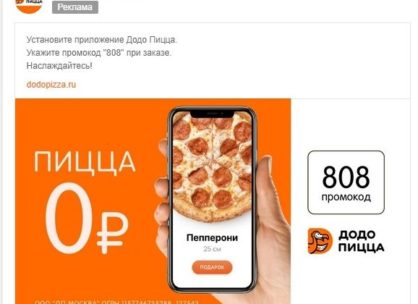 ПИЦЦА
Реклама
Установите приложение Додо Пицца.
Укажите промокод "808" при заказе.
Наслаждайтесь!
dodopizza.ru
ПИЦЦА
0₽
Пепперони
25 см
ПОДАРОК
808
промокод
ДОДО
ПИЦЦА